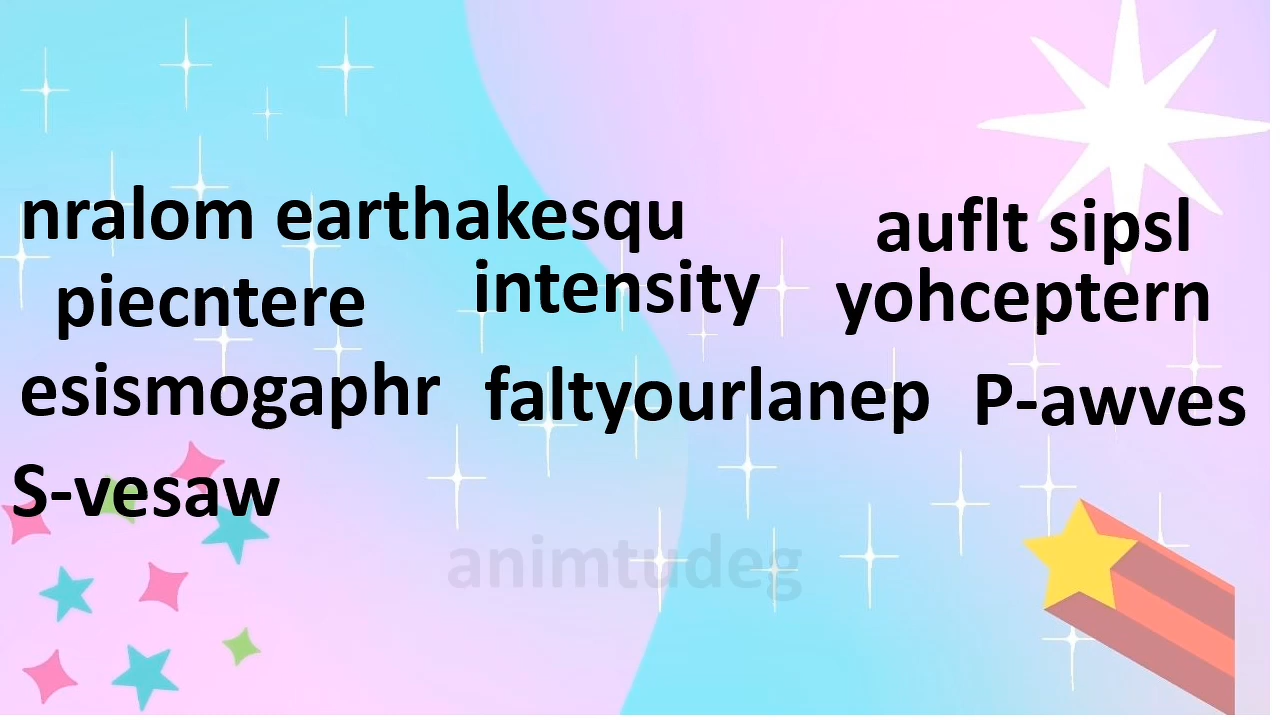 nralom earthakesqu auflt sipsl
piecntere intensity yohceptern
esismogaphr faltyourlanep P-awves
S-vesaw
animtudeg